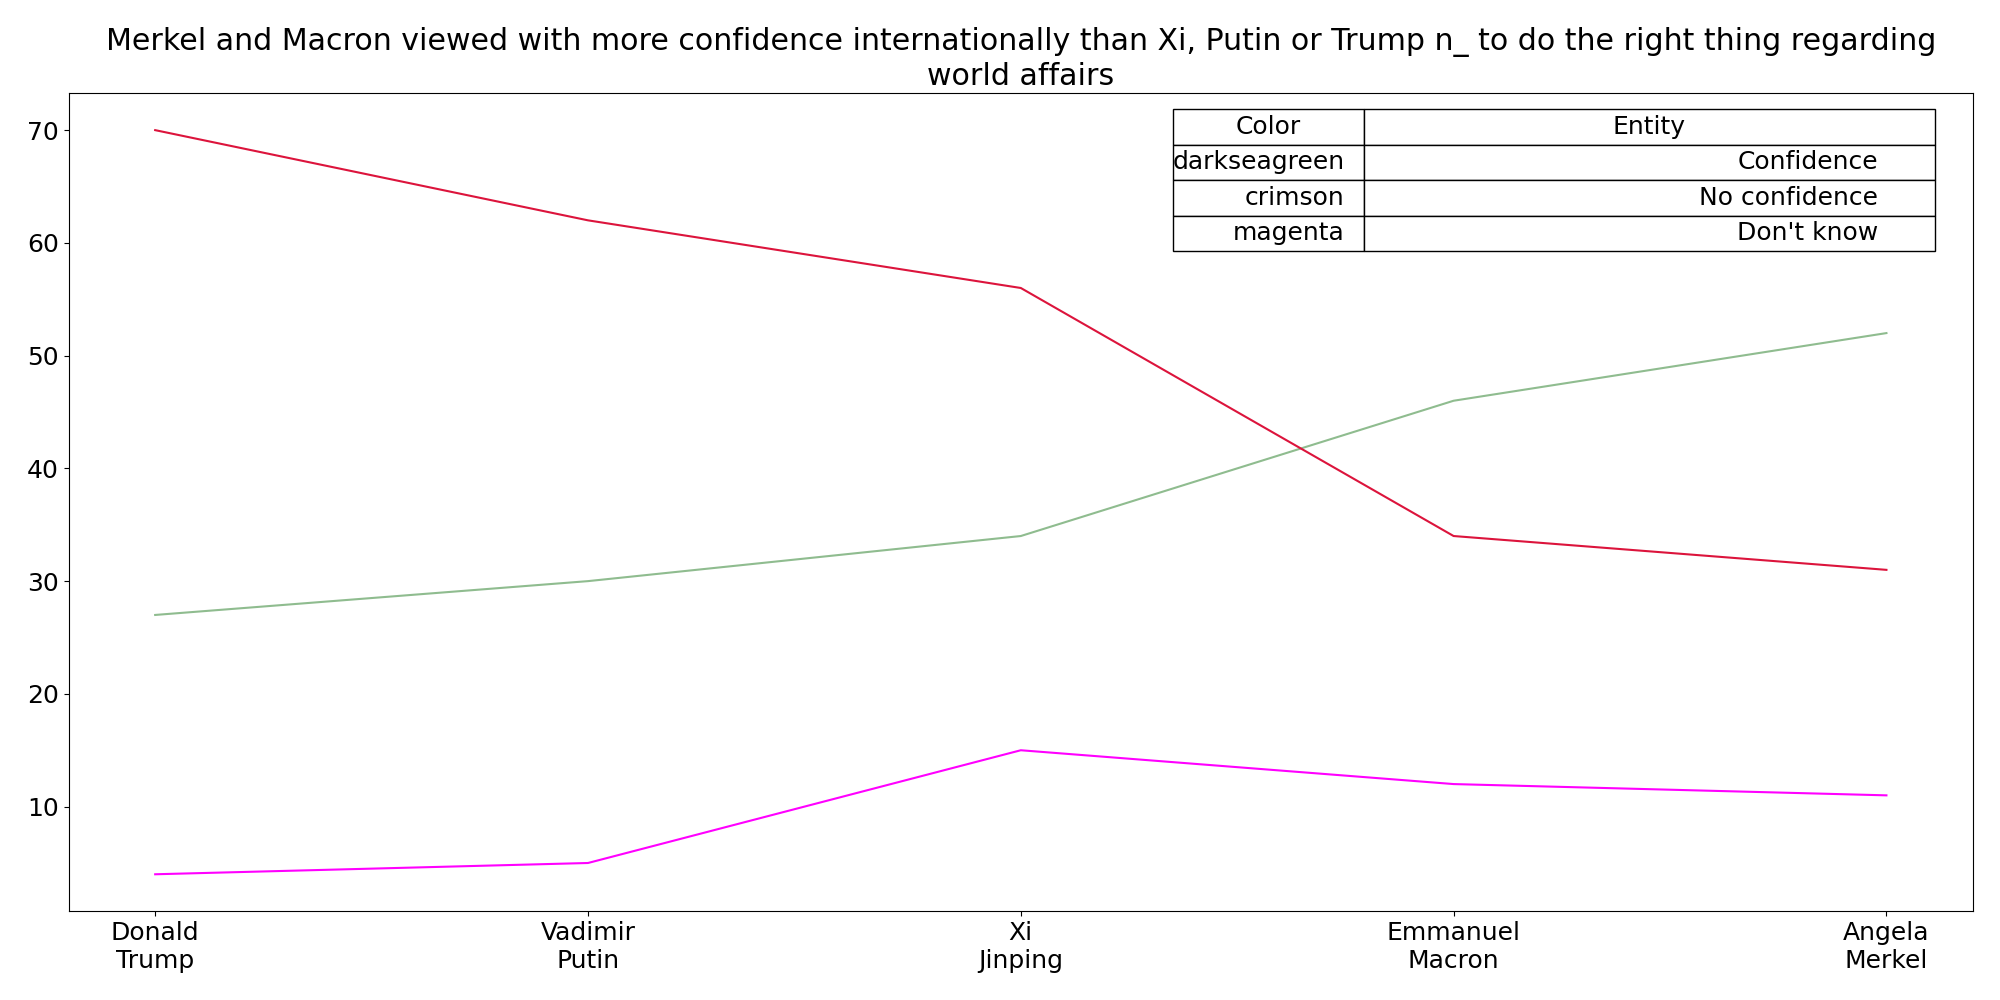 Merkel and Macron viewed with more confidence internationally than Xi, Putin or Trump n_ to do the right thing regarding
world affairs
Color Entity
darkseagreen Confidence
crimson No confidence
magenta Don't know
70
60
50
40
30
20
10
Donald
Trump
Vadimir
Putin
Xi
Jinping
Emmanuel
Macron
Angela
Merkel